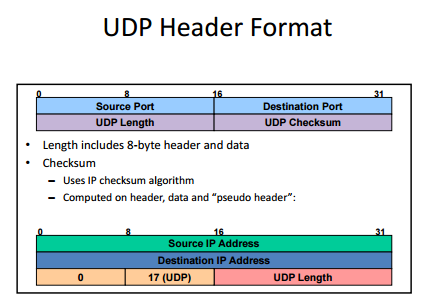 UDP Header Format
0 8 16 31
Source Port Destination Port
UDP Length UDP Checksum
• Length includes 8-byte header and data
• Checksum
– Uses IP checksum algorithm
– Computed on header, data and “pseudo header”:
0 8 16 31
Source IP Address
Destination IP Address
0 17 (UDP) UDP Length